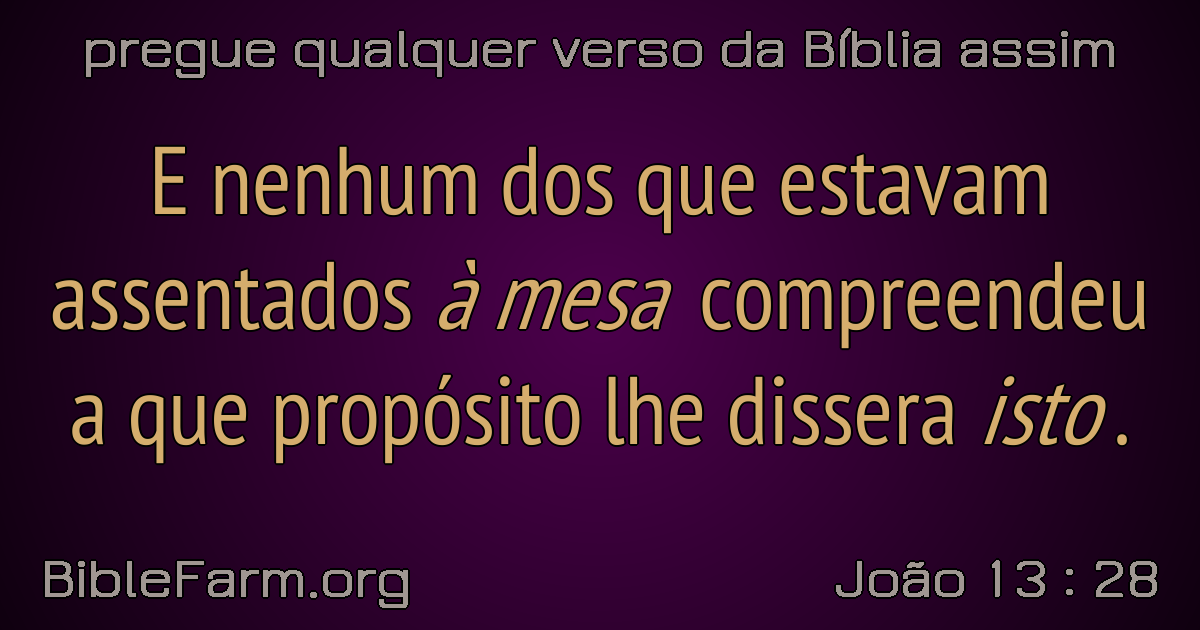 pregue qualquer verso da Bíblia assim
E nenhum dos que estavam
assentados à mesa compreendeu
a que propósito lhe dissera isto.
BibleFarm.org
João 13 : 28